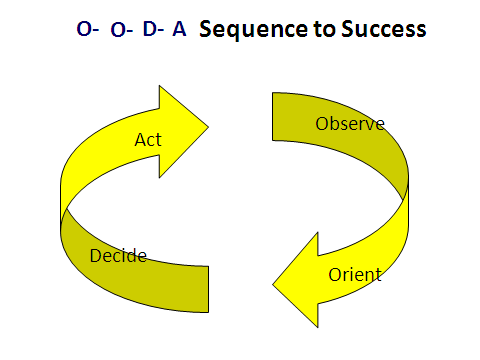 O- O- D- A Sequence to Success
Observe
Orient
Decide
Act